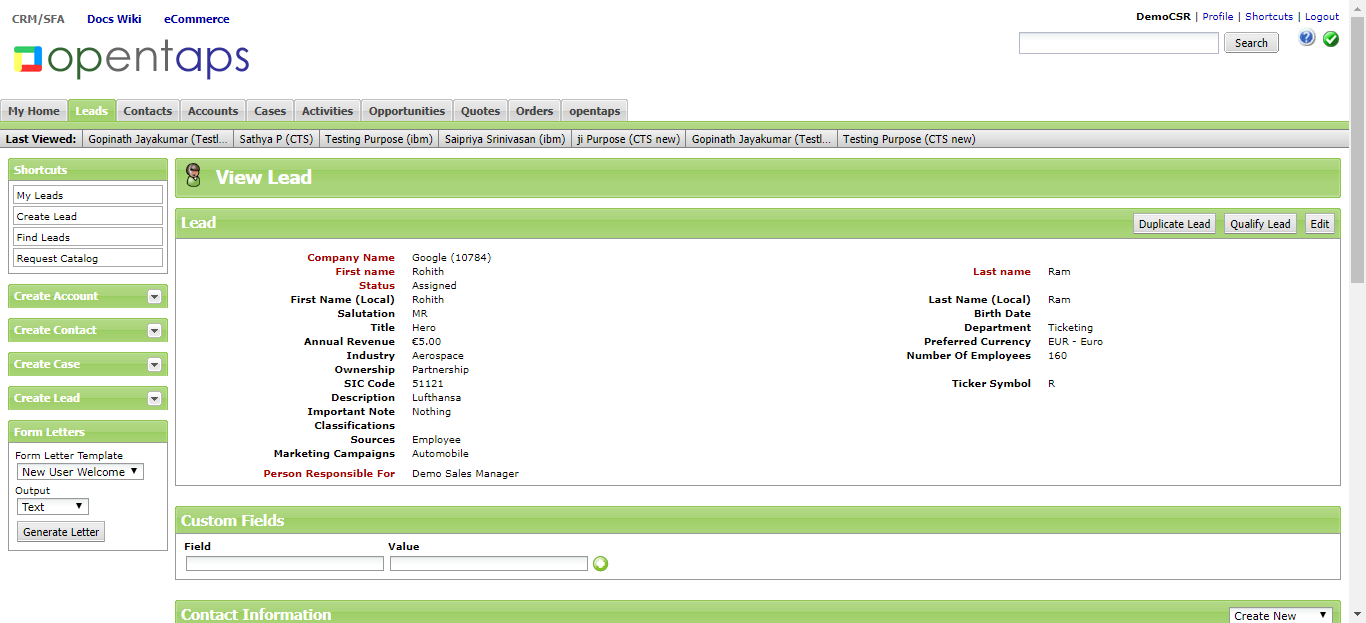 CRM/SFA Docs Wiki eCommerce
DemoCSR | Profile | Shortcuts | Logout
opentaps
Search
My Home Leads Contacts Accounts Cases Activities Opportunities Quotes Orders opentaps
Last Viewed: Gopinath Jayakumar (Testl... Sathya P (CTS) Testing Purpose (ibm) Saipriya Srinivasan (ibm) ji Purpose (CTS new) Gopinath Jayakumar (Testl... Testing Purpose (CTS new)
Shortcuts
My Leads
Create Lead
Find Leads
Request Catalog
Create Account
Create Contact
Create Case
Create Lead
Form Letters
Form Letter Template
New User Welcome
Output
Text
Generate Letter
View Lead
Lead Duplicate Lead Qualify Lead Edit
Company Name Google (10784)
First name Rohith Last name Ram
Status Assigned
First Name (Local) Rohith Last Name (Local) Ram
Salutation MR Birth Date
Title Hero Department Ticketing
Annual Revenue €5.00 Preferred Currency EUR - Euro
Industry Aerospace Number Of Employees 160
Ownership Partnership
SIC Code 51121 Ticker Symbol R
Description Lufthansa
Important Note Nothing
Classifications
Sources Employee
Marketing Campaigns Automobile
Person Responsible For Demo Sales Manager
Custom Fields
Field Value
Contact Information Create New